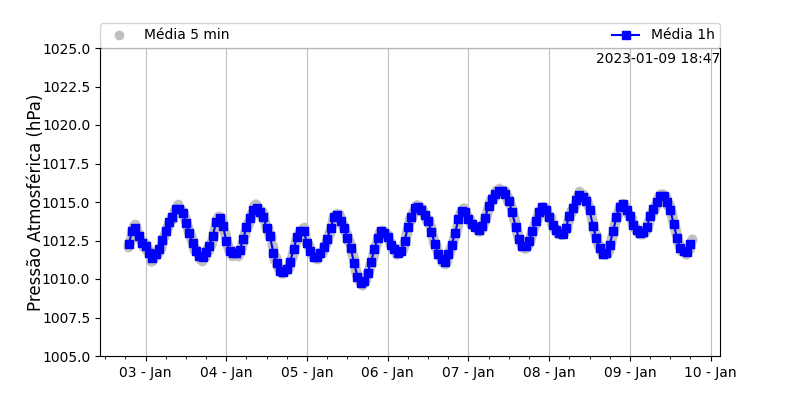 Média 5 min
Média 1h
2023-01-09 18:47
Pressão Atmosférica (hPa)
1025.0
1022.5
1020.0
1017.5
1015.0
1012.5
1010.0
1007.5
1005.0
03 - Jan
04 - Jan
05 - Jan
06 - Jan
07 - Jan
08 - Jan
09 - Jan
10 - Jan